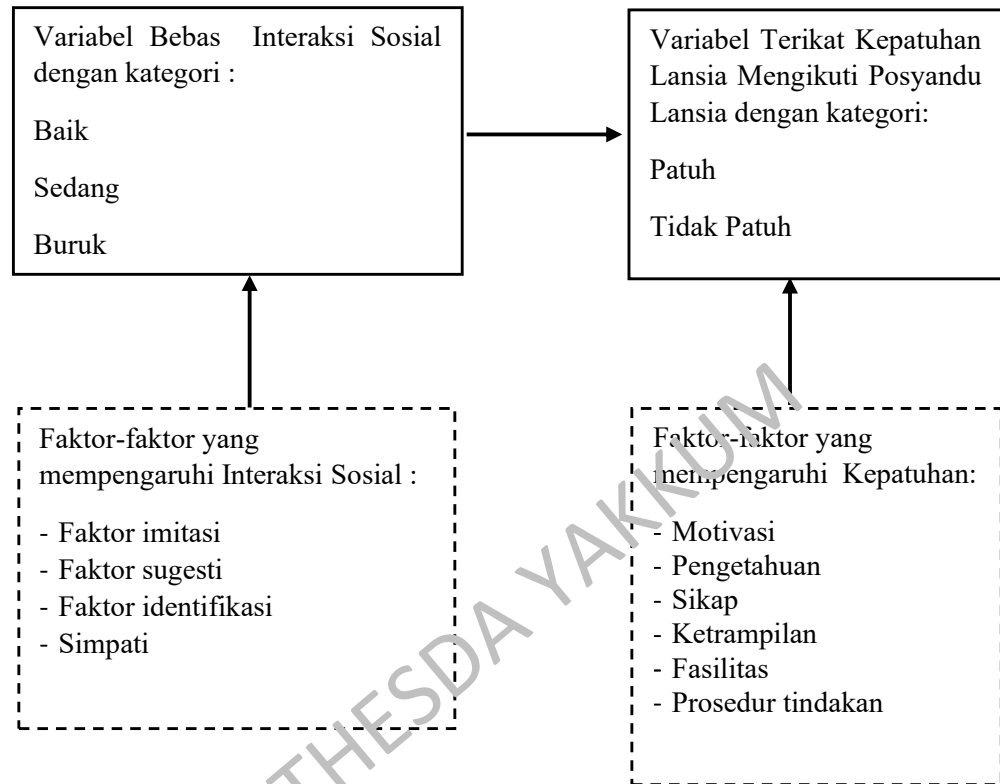 Variabel Bebas Interaksi Sosial
dengan kategori :
Baik
Sedang
Buruk
Variabel Terikat Kepatuhan
Lansia Mengikuti Posyandu
Lansia dengan kategori:
Patuh
Tidak Patuh
Faktor-faktor yang
mempengaruhi Interaksi Sosial :
- Faktor imitasi
- Faktor sugesti
- Faktor identifikasi
- Simpati
Faktor-faktor yang
mempengaruhi Kepatuhan:
- Motivasi
- Pengetahuan
- Sikap
- Ketrampilan
- Fasilitas
- Prosedur tindakan
THESDA YAKKUM